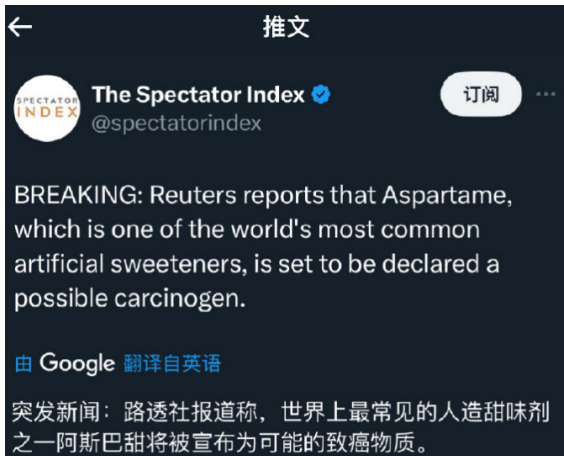 推文
SPECTATOR
INDEX
The Spectator Index
订阅
@spectatorindex
BREAKING: Reuters reports that Aspartame,
which is one of the world's most common
artificial sweeteners, is set to be declared a
possible carcinogen.
由 Google 翻译自英语
突发新闻：路透社报道称，世界上最常见的人造甜味剂
之一阿斯巴甜将被宣布为可能的致癌物质。